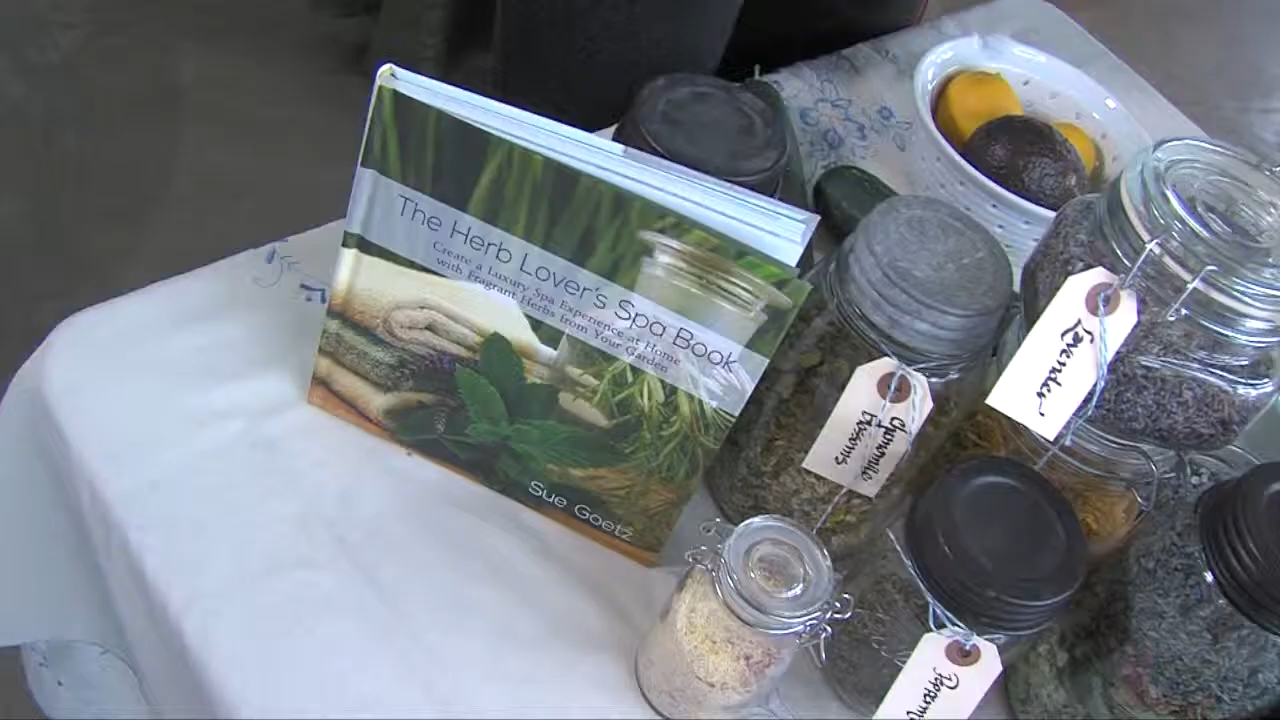 The Herb Lover's Spa Book
Create a Luxury Spa Experience at Home
with Fragrant Herbs from Your Garden
Sue Goetz
Chamomile
blossoms
Lavender